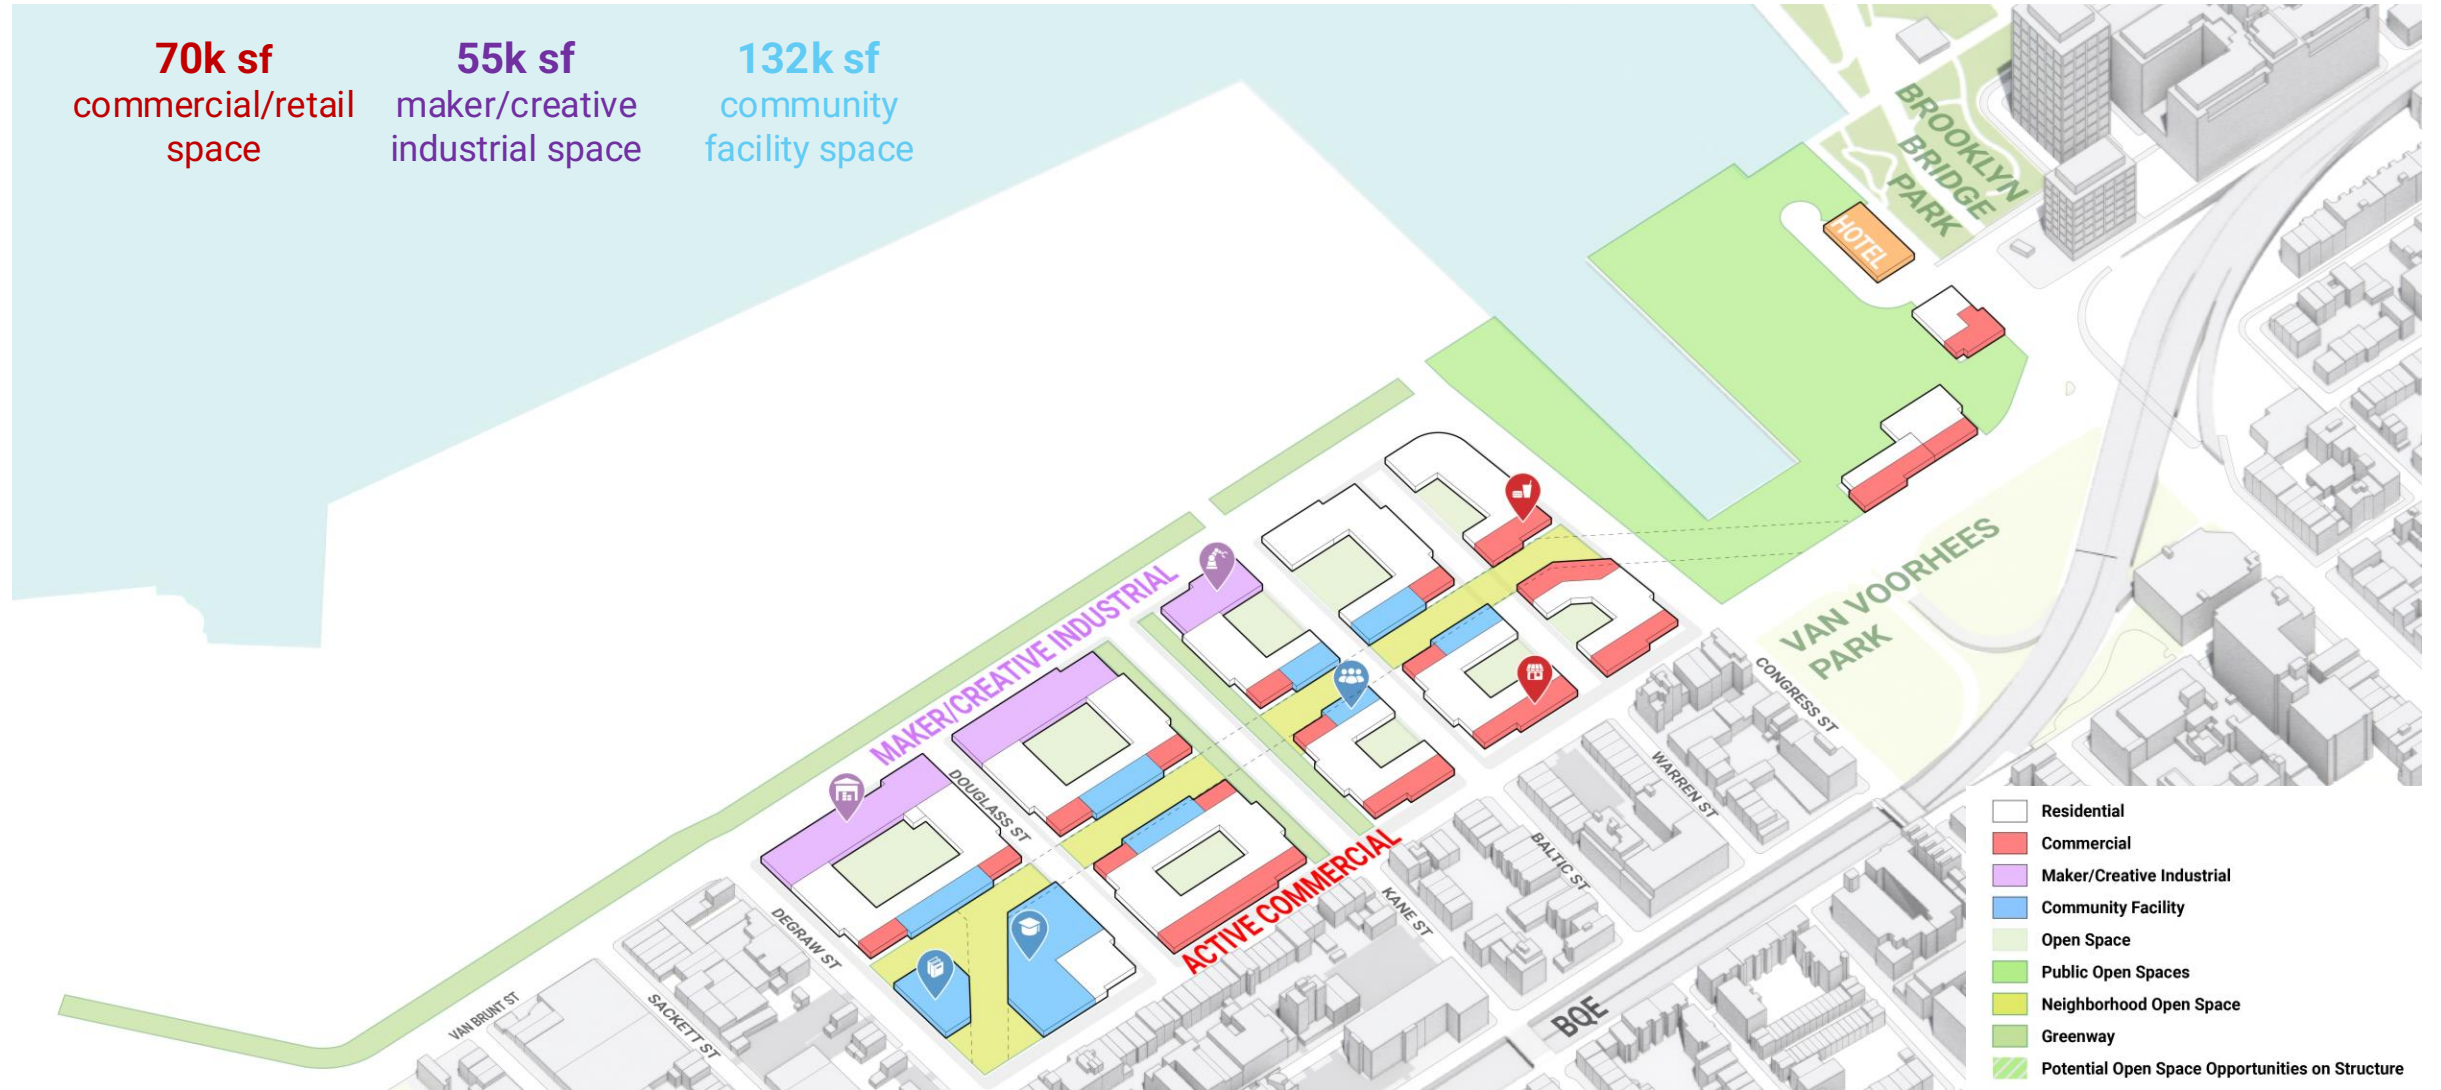 70k sf
commercial/retail
space
55k sf
maker/creative
industrial space
132k sf
community
facility space
BROOKLYN
BRIDGE
PARK
HOTEL
MAKER/CREATIVE INDUSTRIAL
VAN VOORHEES
PARK
CONGRESS ST
WARREN ST
BALTIC ST
KANE ST
DOUGLASS ST
DEGRAW ST
SACKETT ST
VAN BRUNT ST
ACTIVE COMMERCIAL
BQE
Residential
Commercial
Maker/Creative Industrial
Community Facility
Open Space
Public Open Spaces
Neighborhood Open Space
Greenway
Potential Open Space Opportunities on Structure